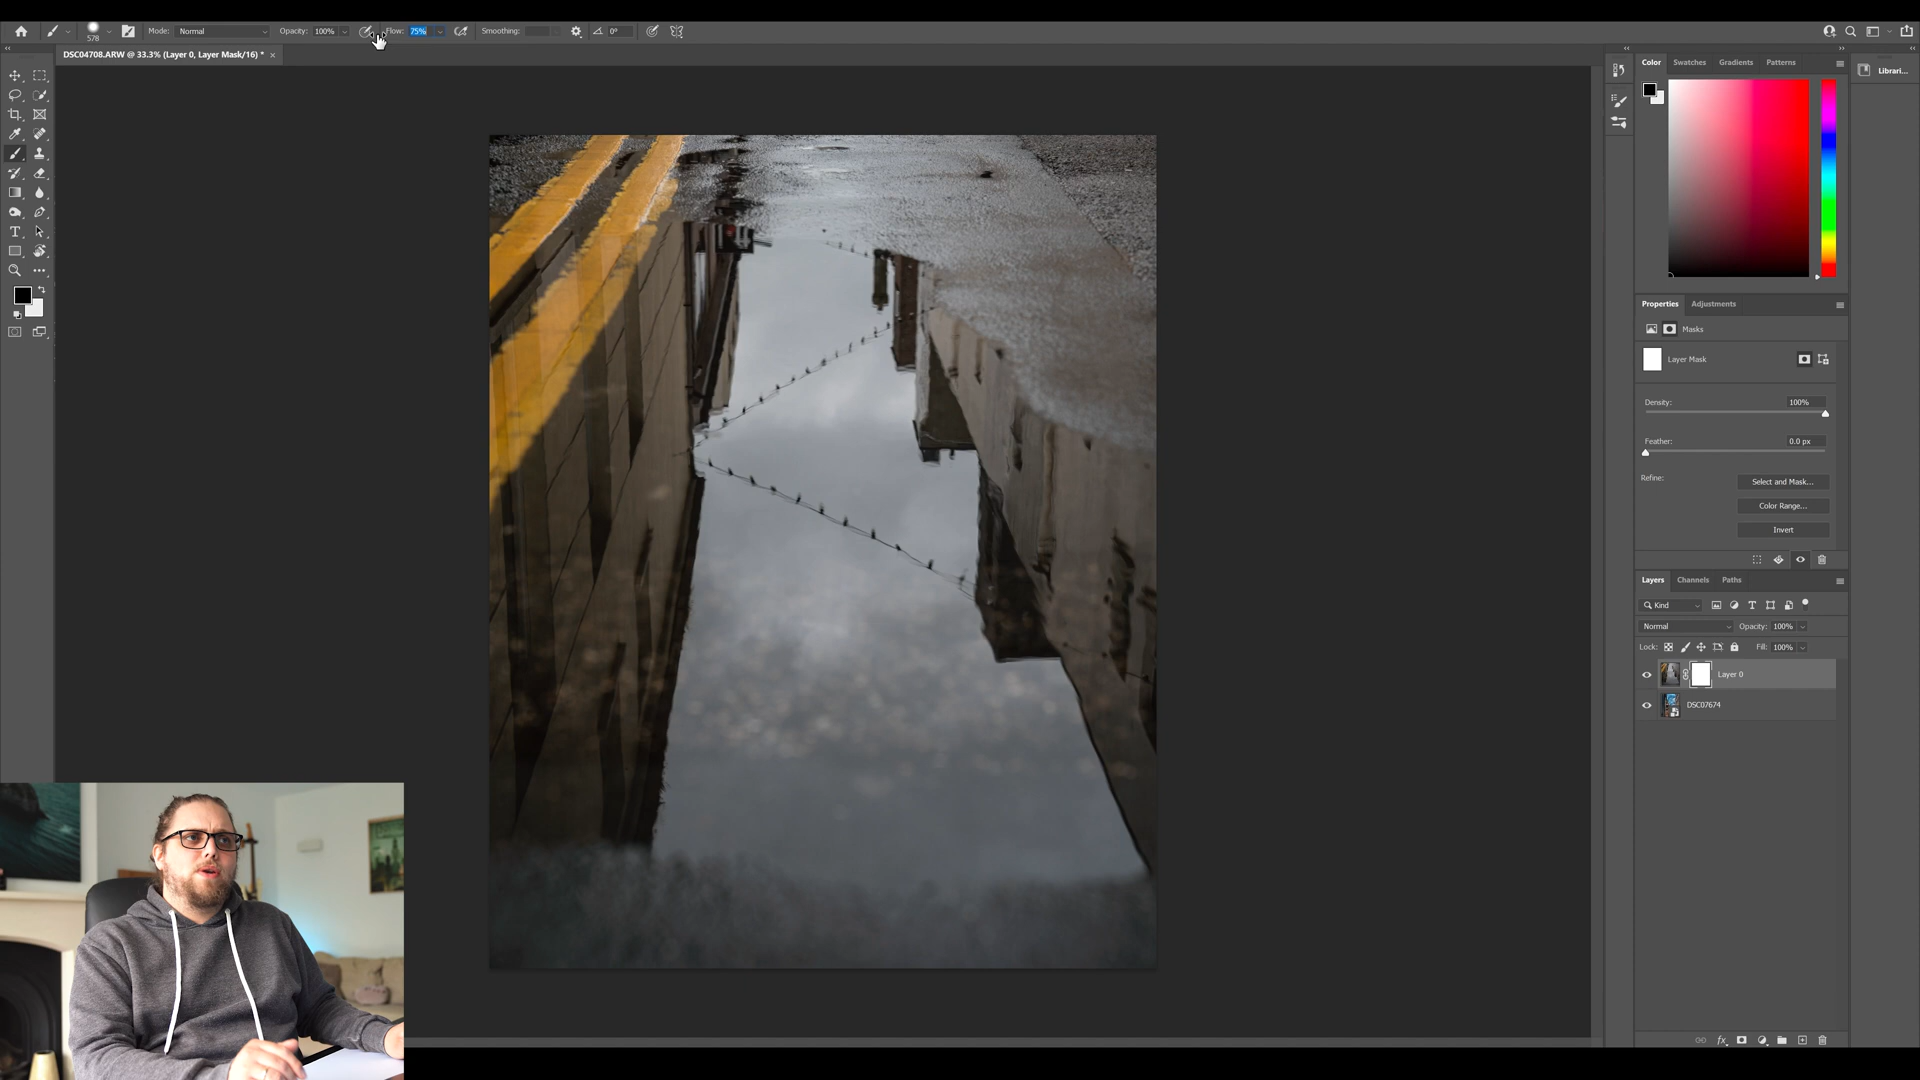 578
Mode: Normal
Opacity: 100%
Flow: 75%
Smoothing:
0°
DSC04708.ARW @ 33.3% (Layer 0, Layer Mask/16) *
Color Swatches Gradients Patterns
Librari...
Properties Adjustments
Masks
Layer Mask
Density: 100%
Feather: 0.0 px
Refine:
Select and Mask...
Color Range...
Invert
Layers Channels Paths
Kind
Normal Opacity: 100%
Lock: Fill: 100%
Layer 0
DSC07674